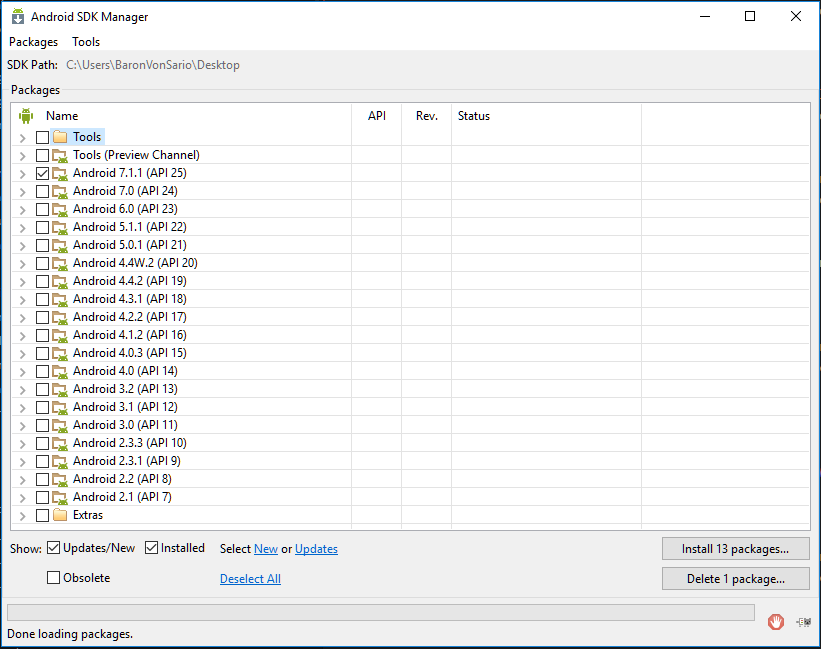 Android SDK Manager
Packages Tools
SDK Path: C:\Users\BaronVonSario\Desktop
Packages
Name API Rev. Status
Tools
Tools (Preview Channel)
Android 7.1.1 (API 25)
Android 7.0 (API 24)
Android 6.0 (API 23)
Android 5.1.1 (API 22)
Android 5.0.1 (API 21)
Android 4.4W.2 (API 20)
Android 4.4.2 (API 19)
Android 4.3.1 (API 18)
Android 4.2.2 (API 17)
Android 4.1.2 (API 16)
Android 4.0.3 (API 15)
Android 4.0 (API 14)
Android 3.2 (API 13)
Android 3.1 (API 12)
Android 3.0 (API 11)
Android 2.3.3 (API 10)
Android 2.3.1 (API 9)
Android 2.2 (API 8)
Android 2.1 (API 7)
Extras
Show: Updates/New Installed Select New or Updates Install 13 packages...
Obsolete Deselect All Delete 1 package...
Done loading packages.